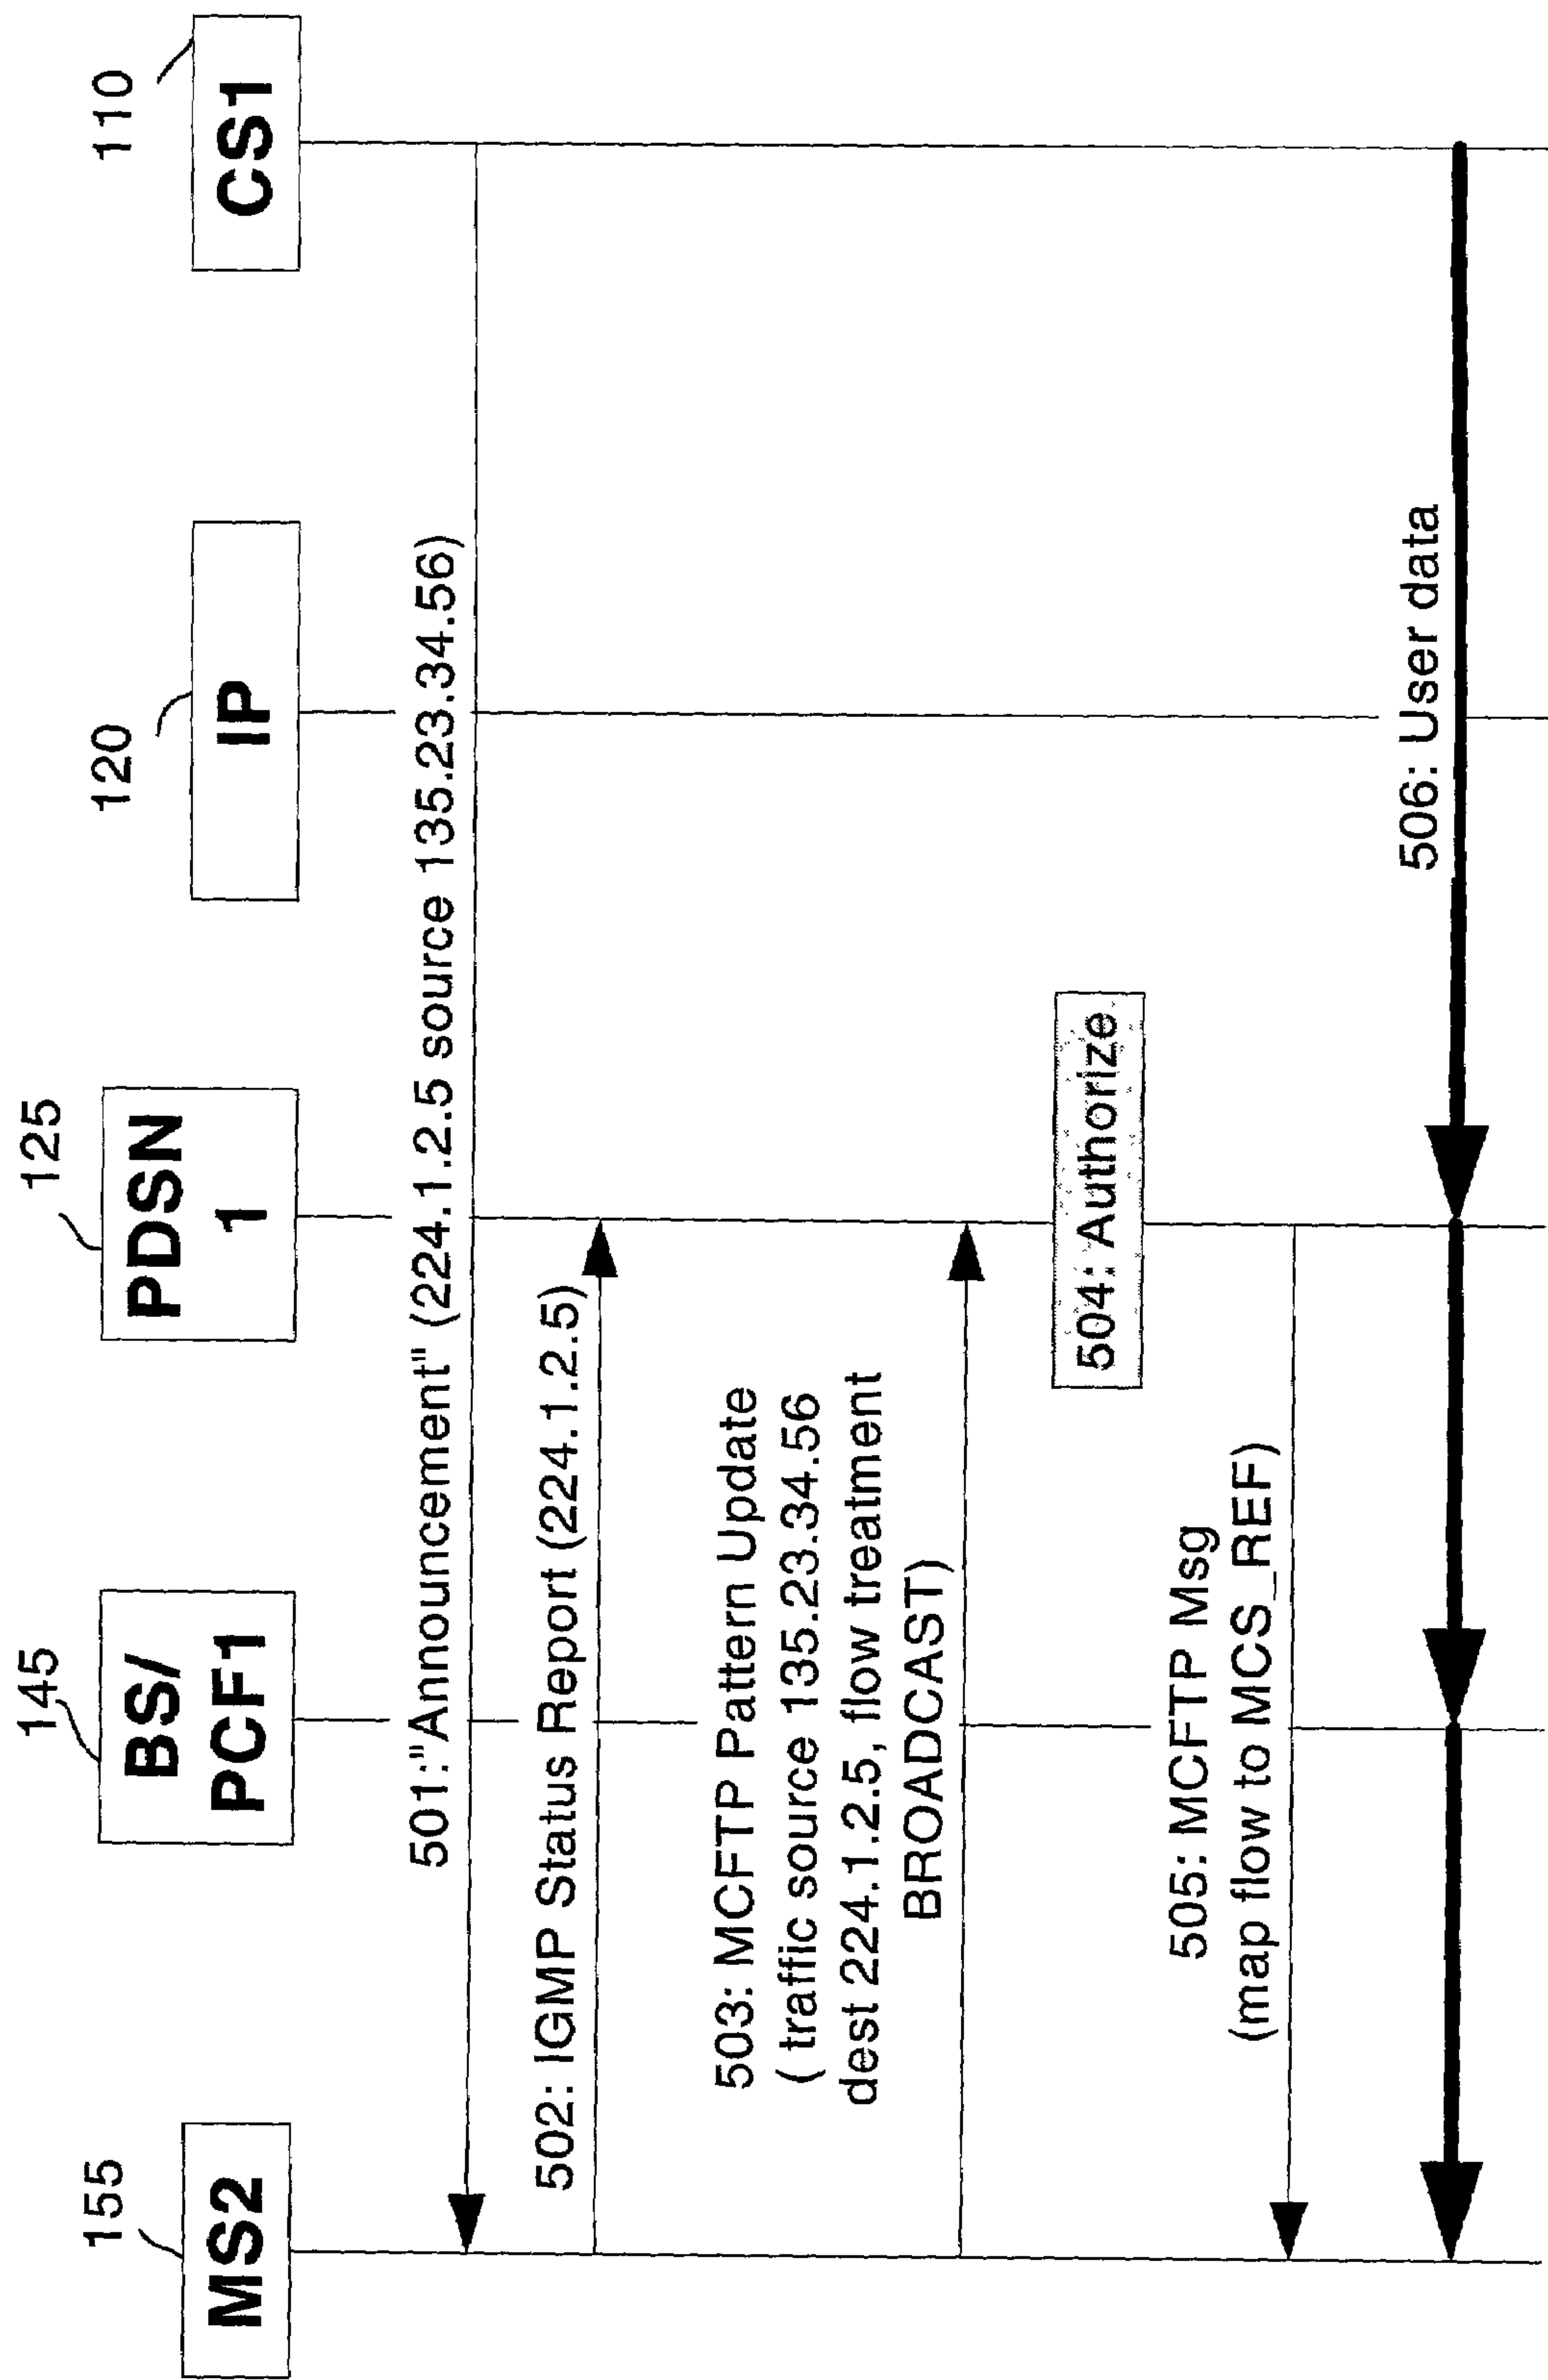 155
MS2
145
BS/
PCF1
125
PDSN
1
120
IP
110
CS1
501:"Announcement" (224.1.2.5 source 135.23.34.56)
502: IGMP Status Report (224.1.2.5)
503: MCFTP Pattern Update
( traffic source 135.23.34.56
dest 224.1.2.5, flow treatment
BROADCAST)
504: Authorize
505: MCFTP Msg
(map flow to MCS_REF)
506: User data